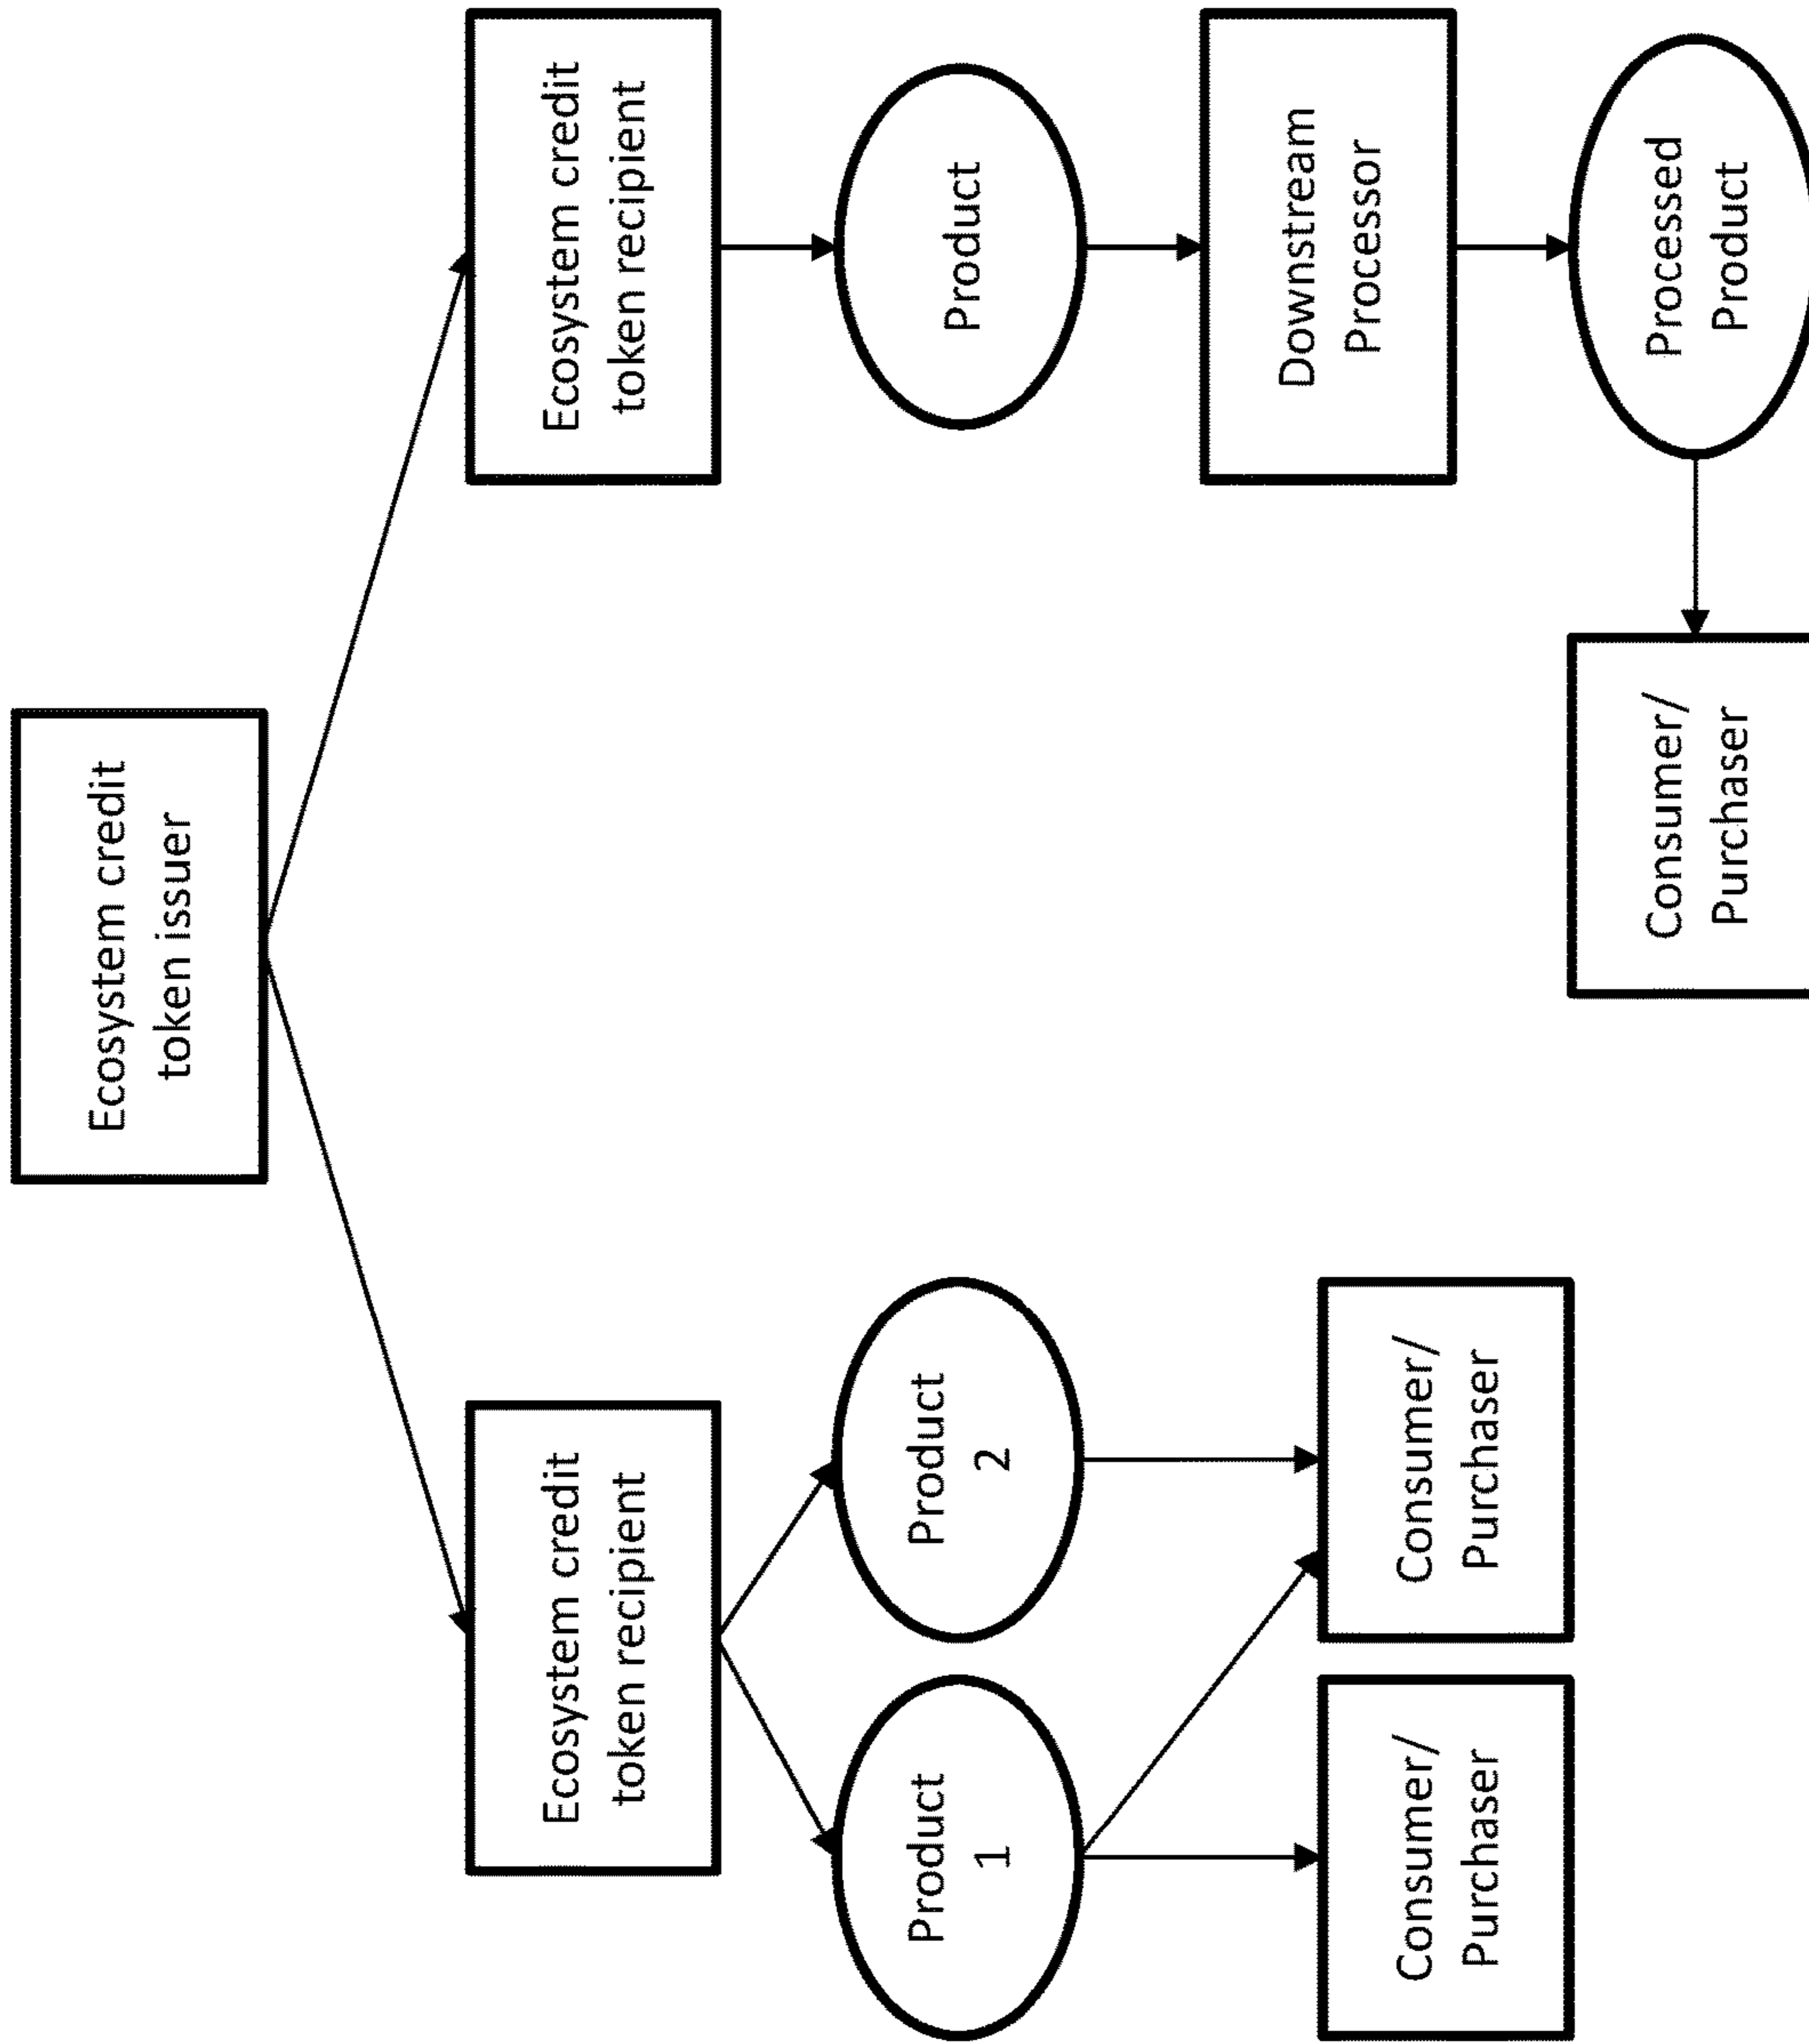 Ecosystem credit
token issuer
Ecosystem credit
token recipient
Ecosystem credit
token recipient
Product
1
Product
2
Product
Consumer/
Purchaser
Consumer/
Purchaser
Downstream
Processor
Consumer/
Purchaser
Processed
Product